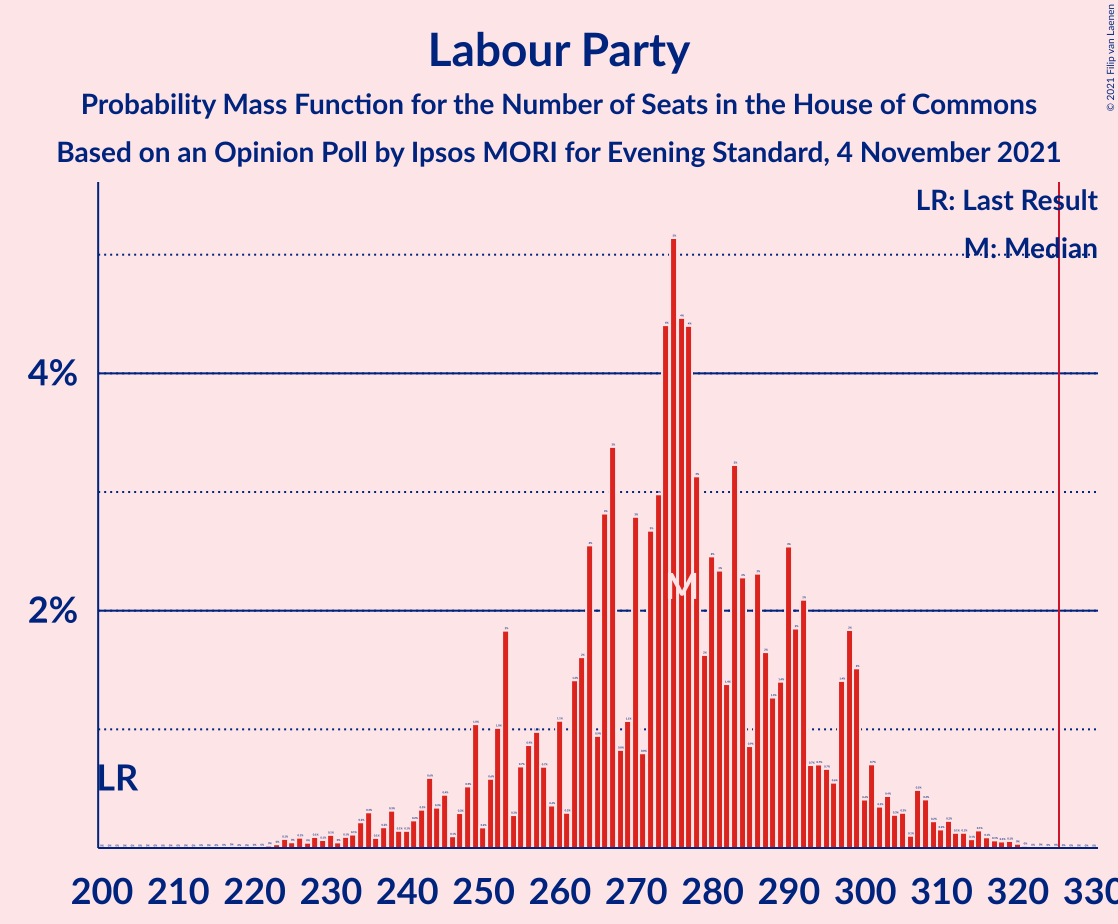 Labour Party
Probability Mass Function for the Number of Seats in the House of Commons
Based on an Opinion Poll by Ipsos MORI for Evening Standard, 4 November 2021
© 2021 Filip van Laenen
LR: Last Result
M: Median
4%
2%
M
LR
200 210 220 230 240 250 260 270 280 290 300 310 320 330